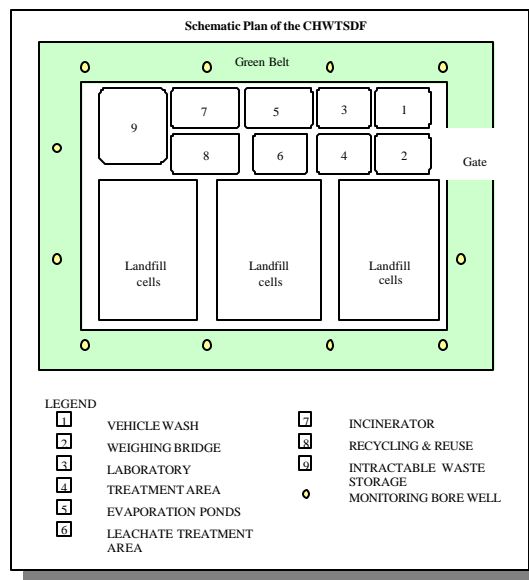 Schematic Plan of the CHWTSDF
Green Belt
9
7
5
3
1
8
6
4
2
Gate
Landfill
cells
Landfill
cells
Landfill
cells
LEGEND
1 VEHICLE WASH
2 WEIGHING BRIDGE
3 LABORATORY
4 TREATMENT AREA
5 EVAPORATION PONDS
6 LEACHATE TREATMENT
AREA
7 INCINERATOR
8 RECYCLING & REUSE
9 INTRACTABLE WASTE
STORAGE
MONITORING BORE WELL